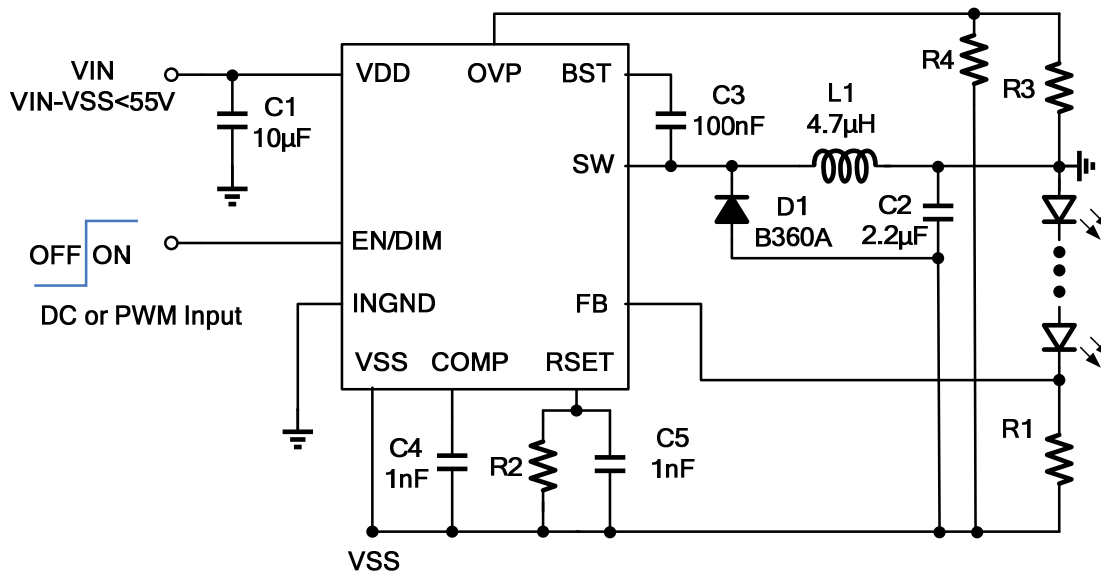 VIN
VIN-VSS<55V
C1
10µF
OFF ON
DC or PWM Input
VDD
OVP
BST
SW
EN/DIM
INGND
FB
VSS
COMP
RSET
C3
100nF
L1
4.7µH
D1
B360A
C2
2.2µF
R4
R3
R1
C4
1nF
R2
C5
1nF
VSS